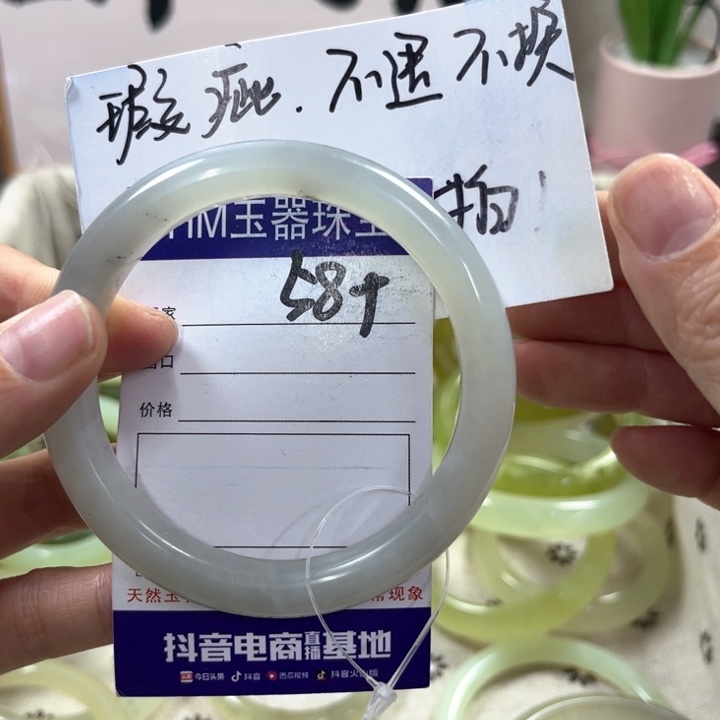 瑕疵.不退不换
拍!
HM玉器珠
58+
家
口
价格
天然玉 常现象
抖音电商直播基地
今日头条 抖音 西瓜视频 抖音火山版